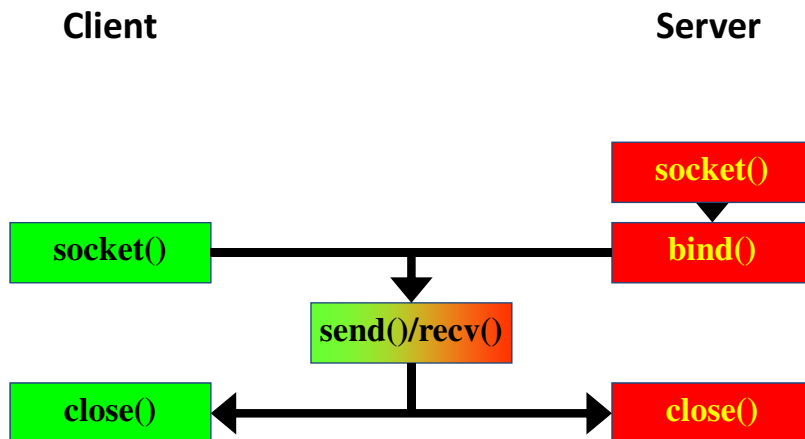 Client
Server
socket()
socket()
bind()
send()/recv()
close()
close()